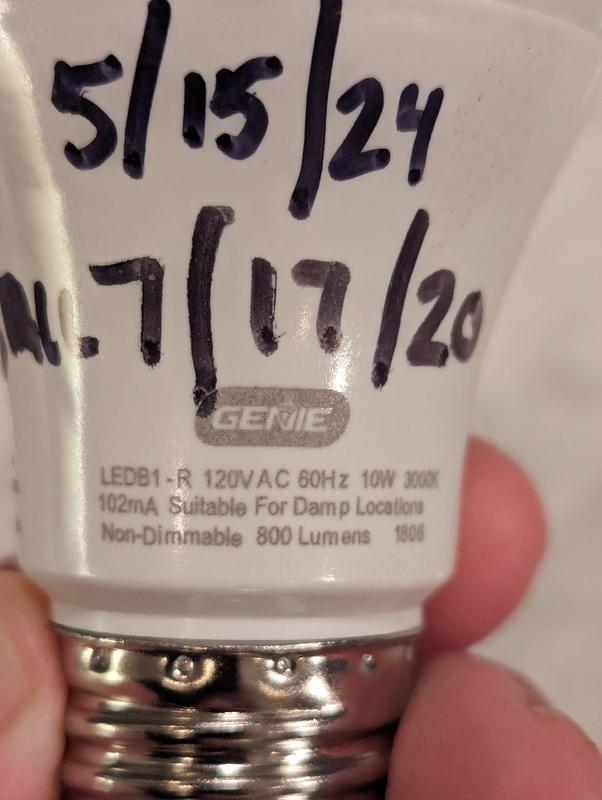 5/15/24
7/17/20
GENIE
LEDB1-R 120VAC 60Hz 10W 3000K
102mA Suitable For Damp Locations
Non-Dimmable 800 Lumens 1806